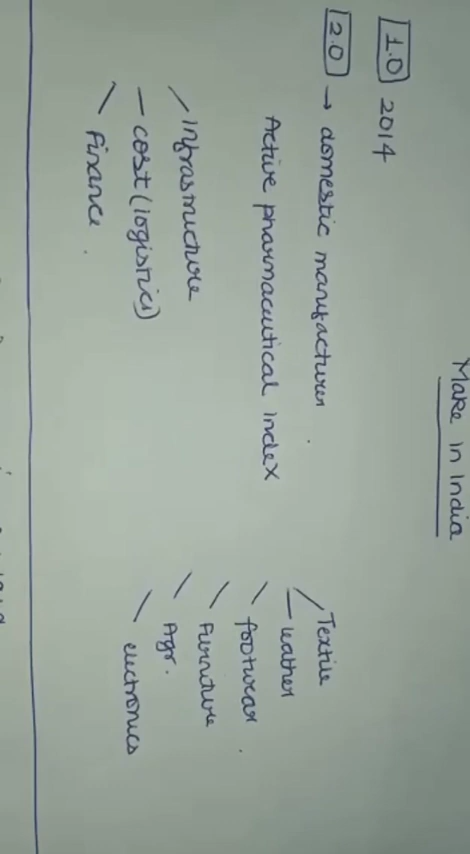 Make in India
1.0 2014
2.0 → domestic manufacturer
Active pharmaceutical index
Infrastructure
cost (logistics)
Finance
Textile
leather
footwear
Furniture
Agr.
electronics